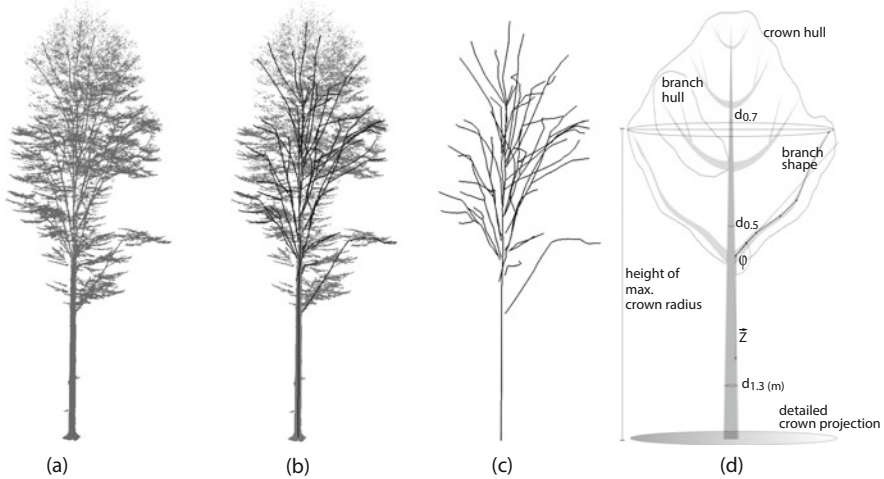 crown hull
branch
hull
d0.7
branch
shape
d0.5
φ
height of
max.
crown radius
z⃗
d1.3 (m)
detailed
crown projection
(a)
(b)
(c)
(d)